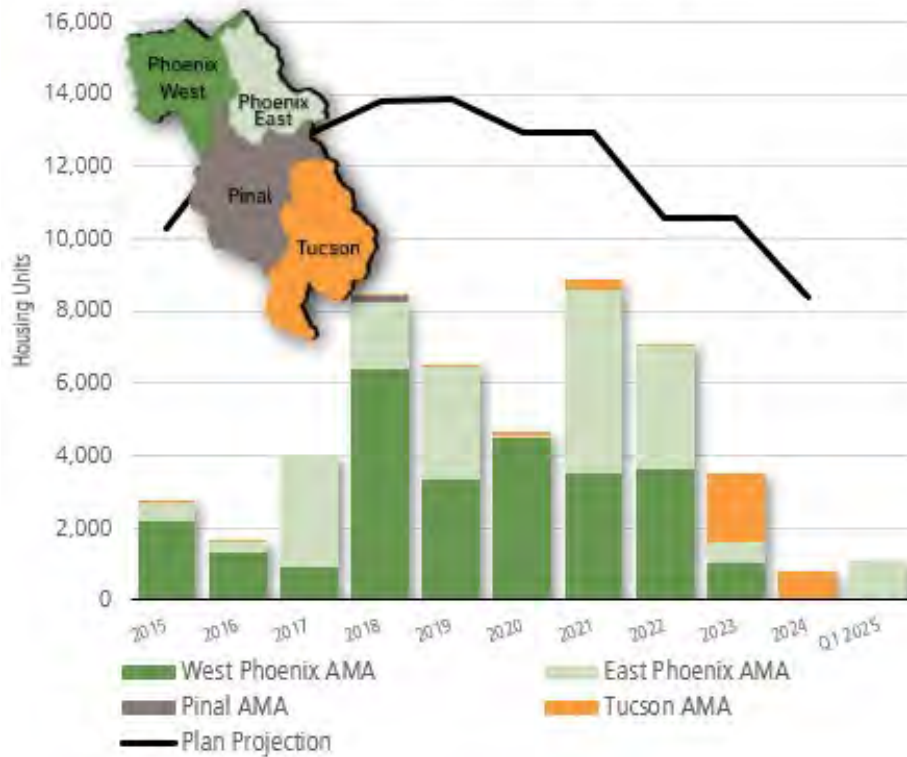 16,000
14,000
12,000
10,000
8,000
6,000
4,000
2,000
0
Housing Units
Phoenix
West
Phoenix
East
Pinal
Tucson
2015
2016
2017
2018
2019
2020
2021
2022
2023
2024
Q1 2025
West Phoenix AMA
East Phoenix AMA
Pinal AMA
Tucson AMA
Plan Projection